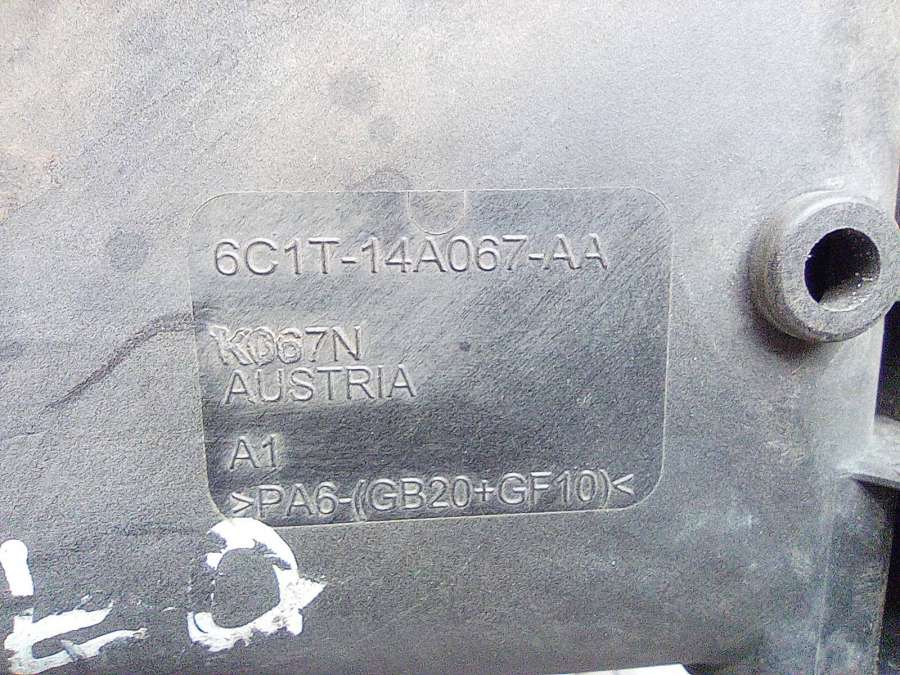 6C1T-14A067-AA
K067N
AUSTRIA
A1
>PA6-(GB20+GF10)<